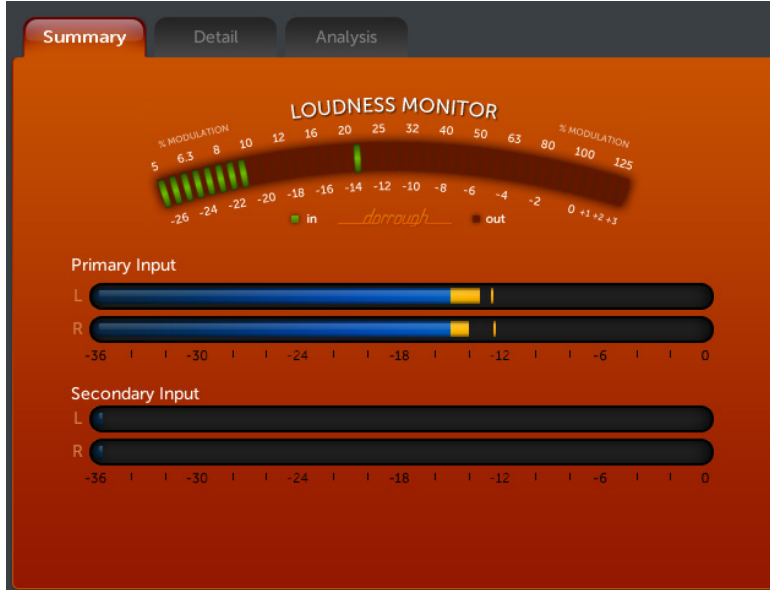 Summary Detail Analysis
LOUDNESS MONITOR
% MODULATION % MODULATION
5 6.3 8 10 12 16 20 25 32 40 50 63 80 100 125
-26 -24 -22 -20 -18 -16 -14 -12 -10 -8 -6 -4 -2 0 +1 +2 +3
in dorrough out
Primary Input
L
R
-36 -30 -24 -18 -12 -6 0
Secondary Input
L
R
-36 -30 -24 -18 -12 -6 0